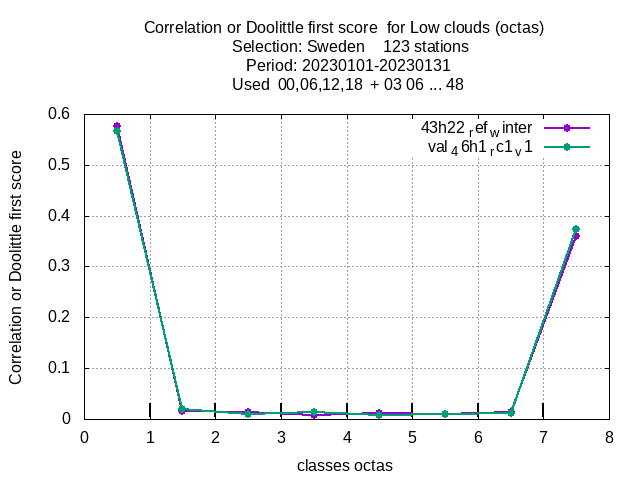 Correlation or Doolittle first score  for Low clouds (octas)
Selection: Sweden    123 stations
Period: 20230101-20230131
Used  00,06,12,18  + 03 06 ... 48
43h22_ref_winter
val_46h1_rc1_v1
Correlation or Doolittle first score
0.6
0.5
0.4
0.3
0.2
0.1
0
0 1 2 3 4 5 6 7 8
classes octas